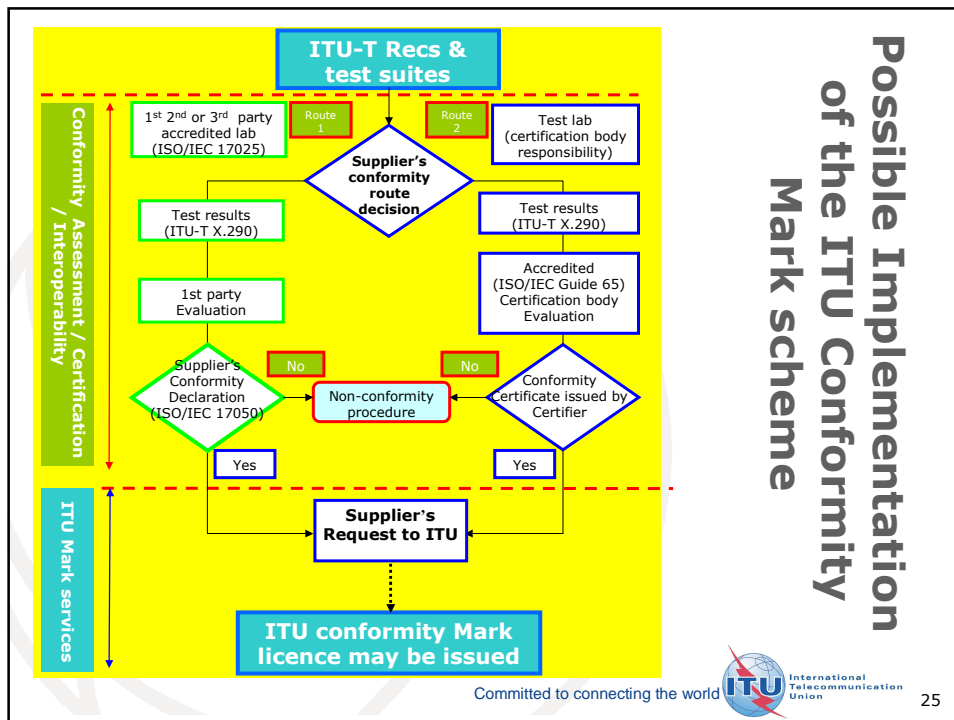 Possible Implementation
of the ITU Conformity
Mark scheme
ITU-T Recs &
test suites
Conformity Assessment / Certification
/ Interoperability
1st 2nd or 3rd party
accredited lab
(ISO/IEC 17025)
Route
1
Route
2
Test lab
(certification body
responsibility)
Supplier's
conformity
route
decision
Test results
(ITU-T X.290)
Test results
(ITU-T X.290)
1st party
Evaluation
Accredited
(ISO/IEC Guide 65)
Certification body
Evaluation
Supplier's
Conformity
Declaration
(ISO/IEC 17050)
No
Non-conformity
procedure
No
Conformity
Certificate issued by
Certifier
Yes
Yes
ITU Mark services
Supplier's
Request to ITU
ITU conformity Mark
licence may be issued
Committed to connecting the world
ITU
International
Telecommunication
Union
25